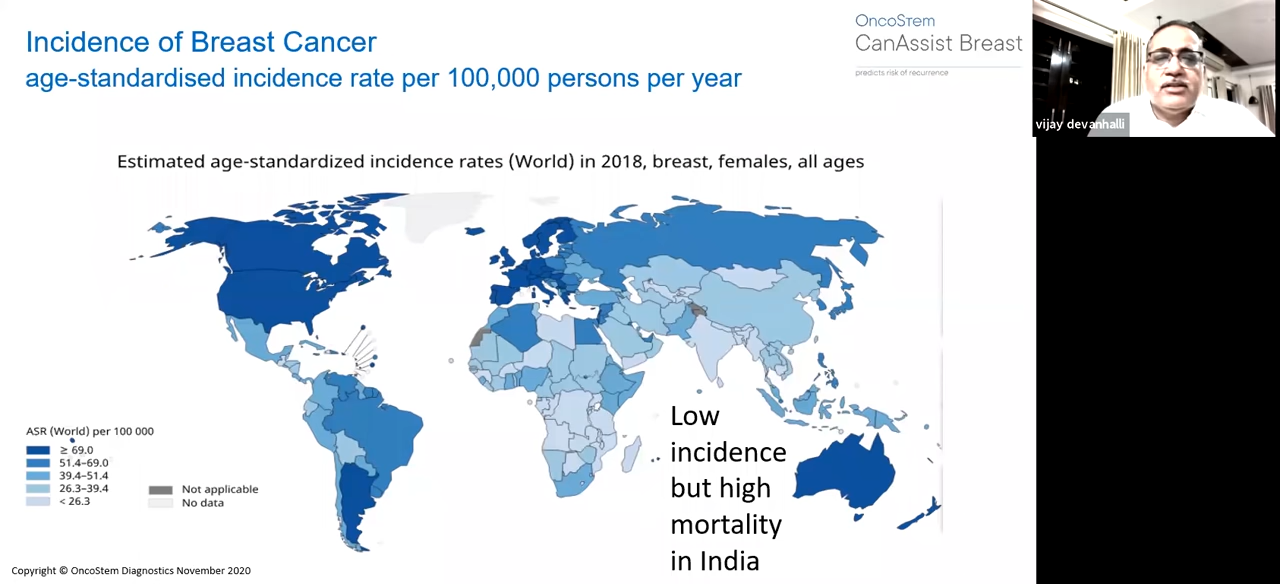 Incidence of Breast Cancer
age-standardised incidence rate per 100,000 persons per year
OncoStem
CanAssist Breast
predicts risk of recurrence
vijay devanhalli
Estimated age-standardized incidence rates (World) in 2018, breast, females, all ages
ASR (World) per 100 000
≥ 69.0
51.4–69.0
39.4–51.4
26.3–39.4
< 26.3
Not applicable
No data
Low
incidence
but high
mortality
in India
Copyright © OncoStem Diagnostics November 2020